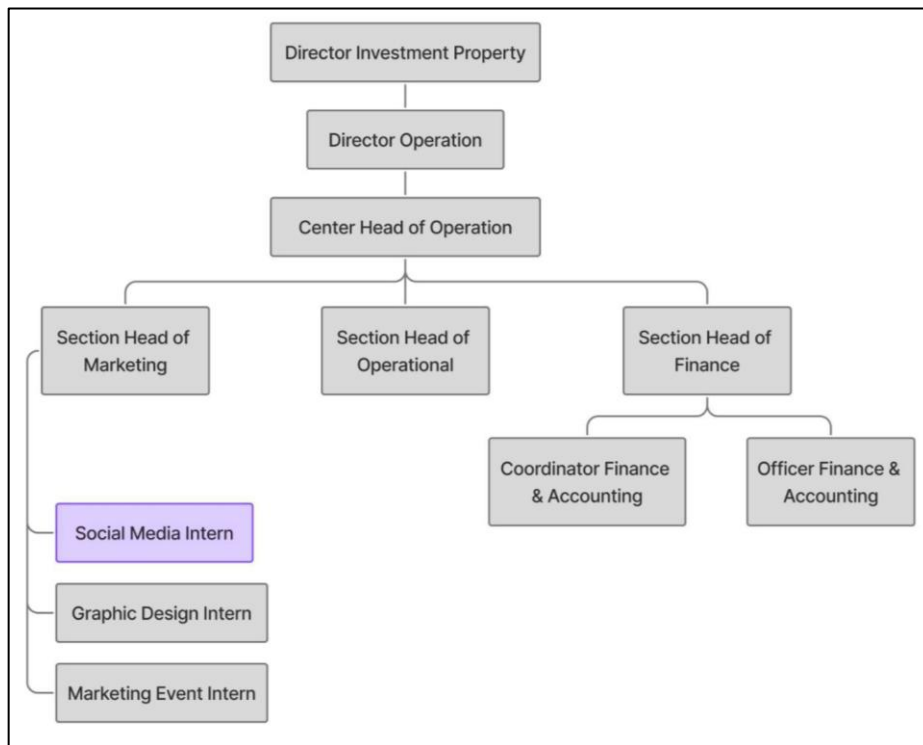 Director Investment Property
Director Operation
Center Head of Operation
Section Head of
Marketing
Section Head of
Operational
Section Head of
Finance
Coordinator Finance
& Accounting
Officer Finance &
Accounting
Social Media Intern
Graphic Design Intern
Marketing Event Intern